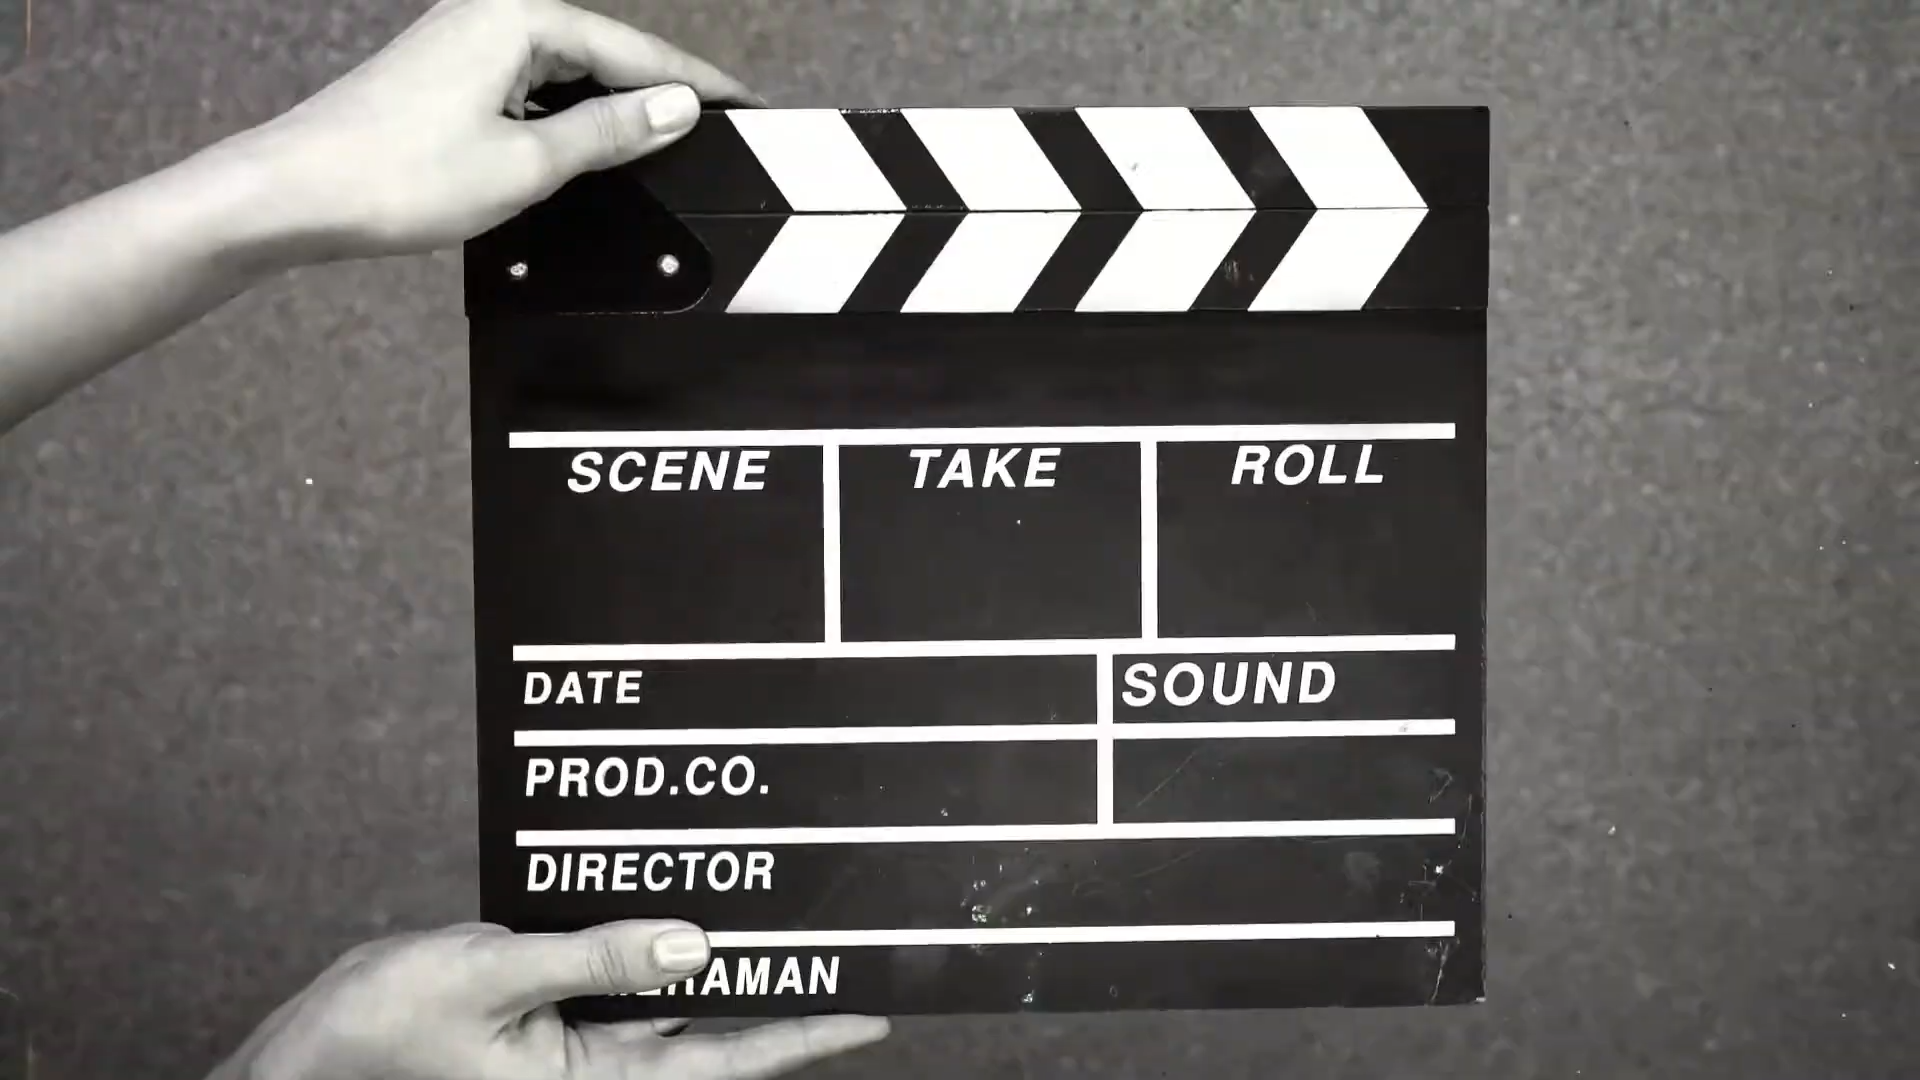 SCENE TAKE ROLL
DATE SOUND
PROD.CO.
DIRECTOR